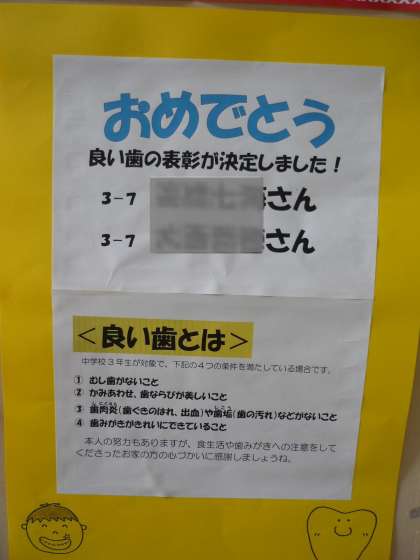 おめでとう
良い歯の表彰が決定しました！
3-7 さん
3-7 さん
＜良い歯とは＞
中学校３年生が対象で、下記の４つの条件を満たしている場合です。
① むし歯がないこと
② かみあわせ、歯ならびが美しいこと
③ 歯肉炎(歯ぐきのはれ、出血)や歯垢(歯の汚れ)などがないこと
④ 歯みがきがきれいにできていること
本人の努力もありますが、食生活や歯みがきへの注意をして
くださったお家の方の心づかいに感謝しましょうね。